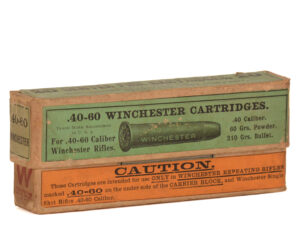 .40-60
.40-60 WINCHESTER CARTRIDGES.
For .40 Caliber
Winchester Rifles.
WINCHESTER
.40 Caliber
60 Grs. Powder.
210 Grs. Bullet.
W
CAUTION.
These Cartridges are intended for use ONLY in WINCHESTER REPEATING RIFLES
marked .40-60 on the under side of the CARRIER BLOCK, and Winchester Single
Shot Rifles .40-60 Caliber.